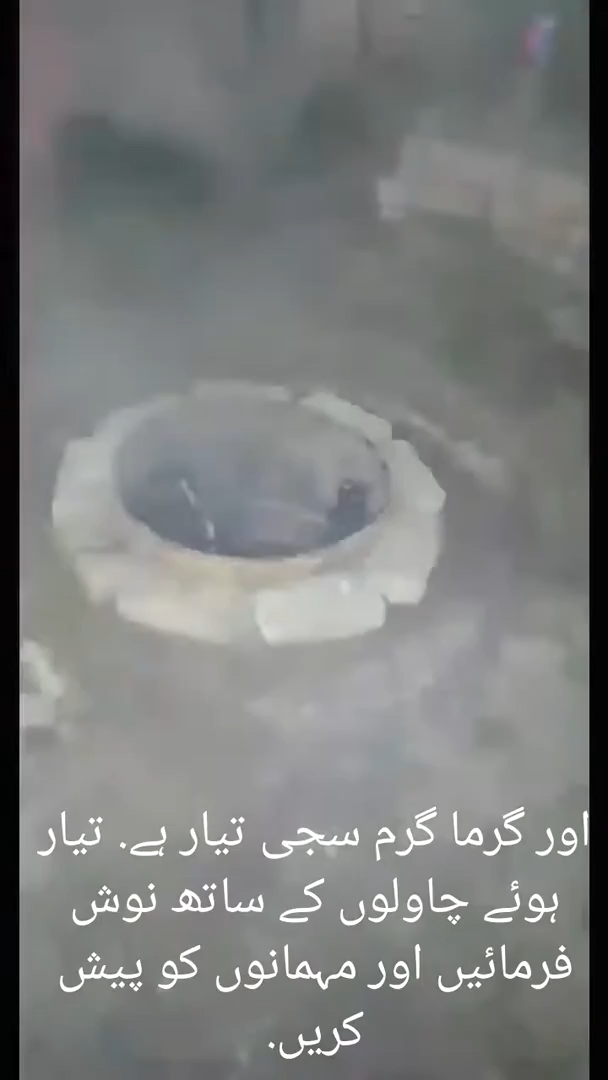 اور گرما گرم سجی تیار ہے. تیار
ہوئے چاولوں کے ساتھ نوش
فرمائیں اور مہمانوں کو پیش
کریں.